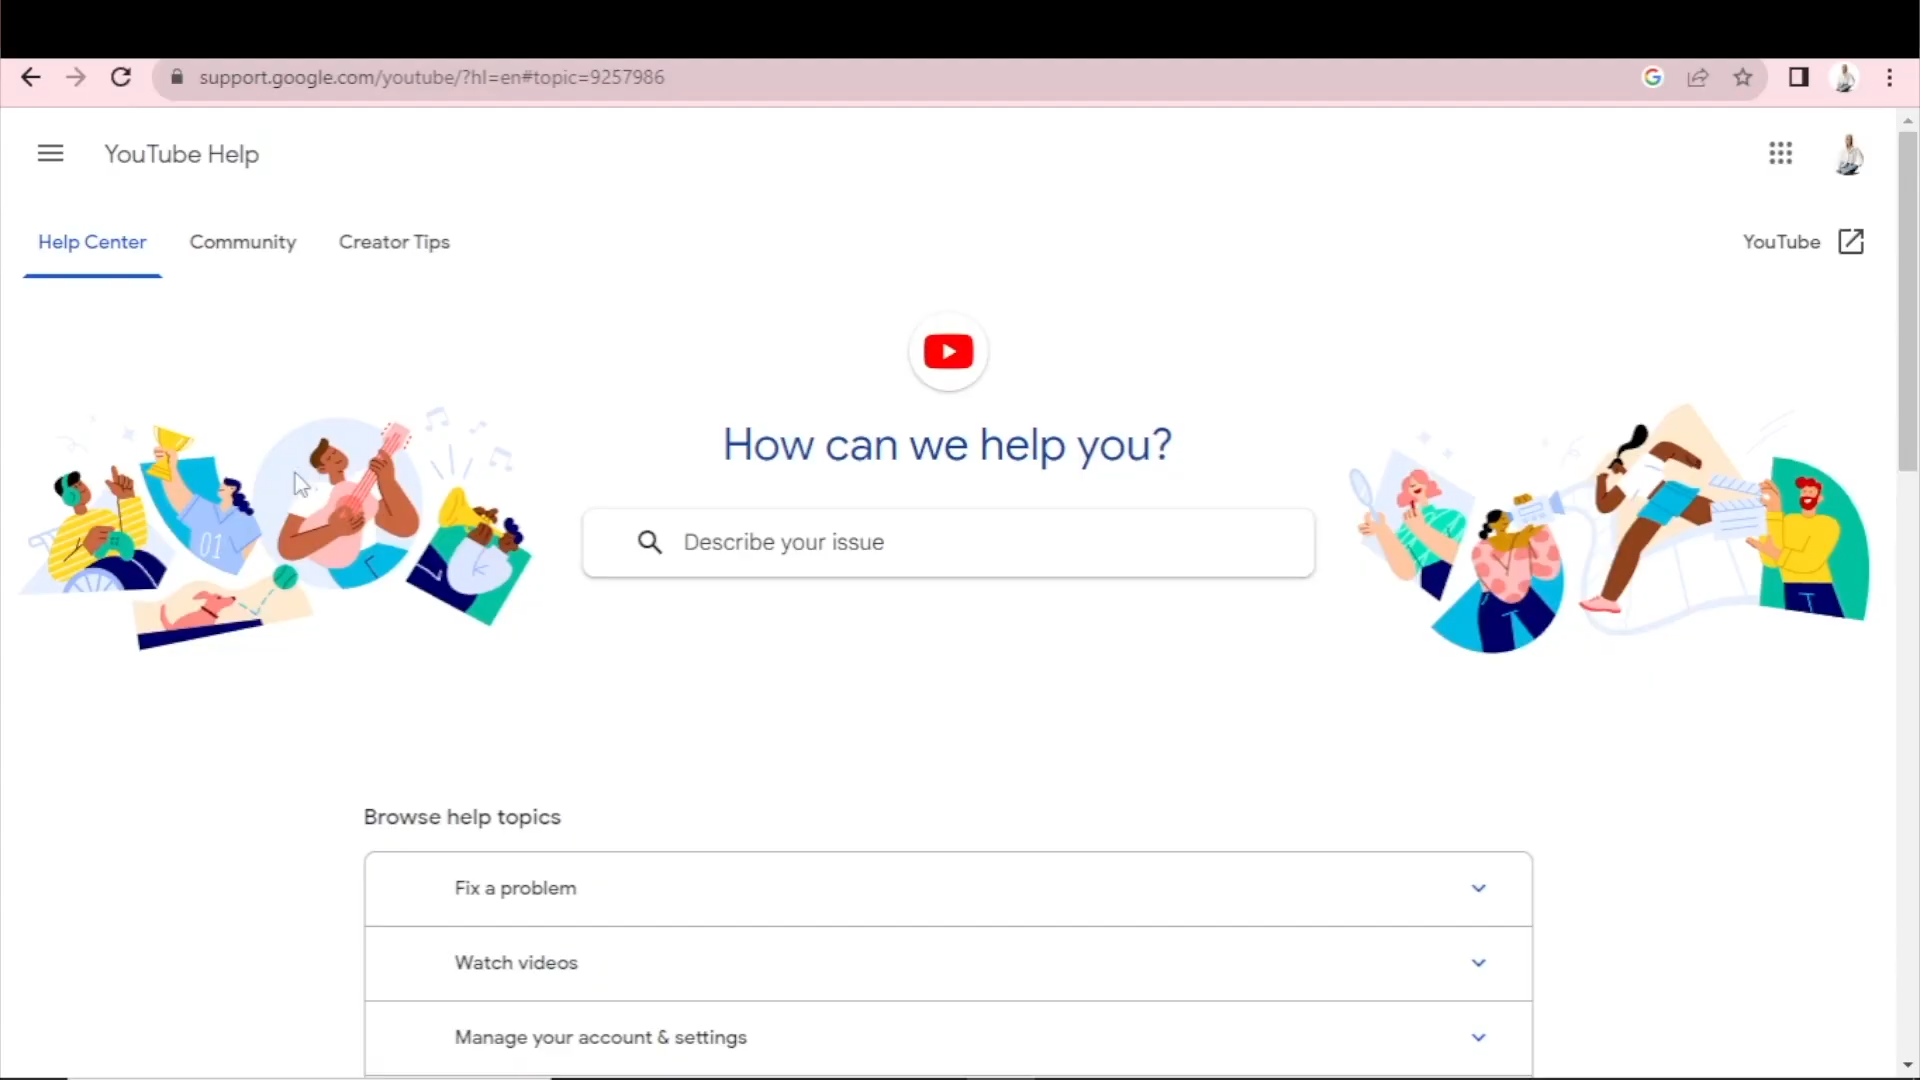 support.google.com/youtube/?hl=en#topic=9257986
YouTube Help
Help Center
Community
Creator Tips
YouTube
How can we help you?
01
Describe your issue
Browse help topics
Fix a problem
Watch videos
Manage your account & settings